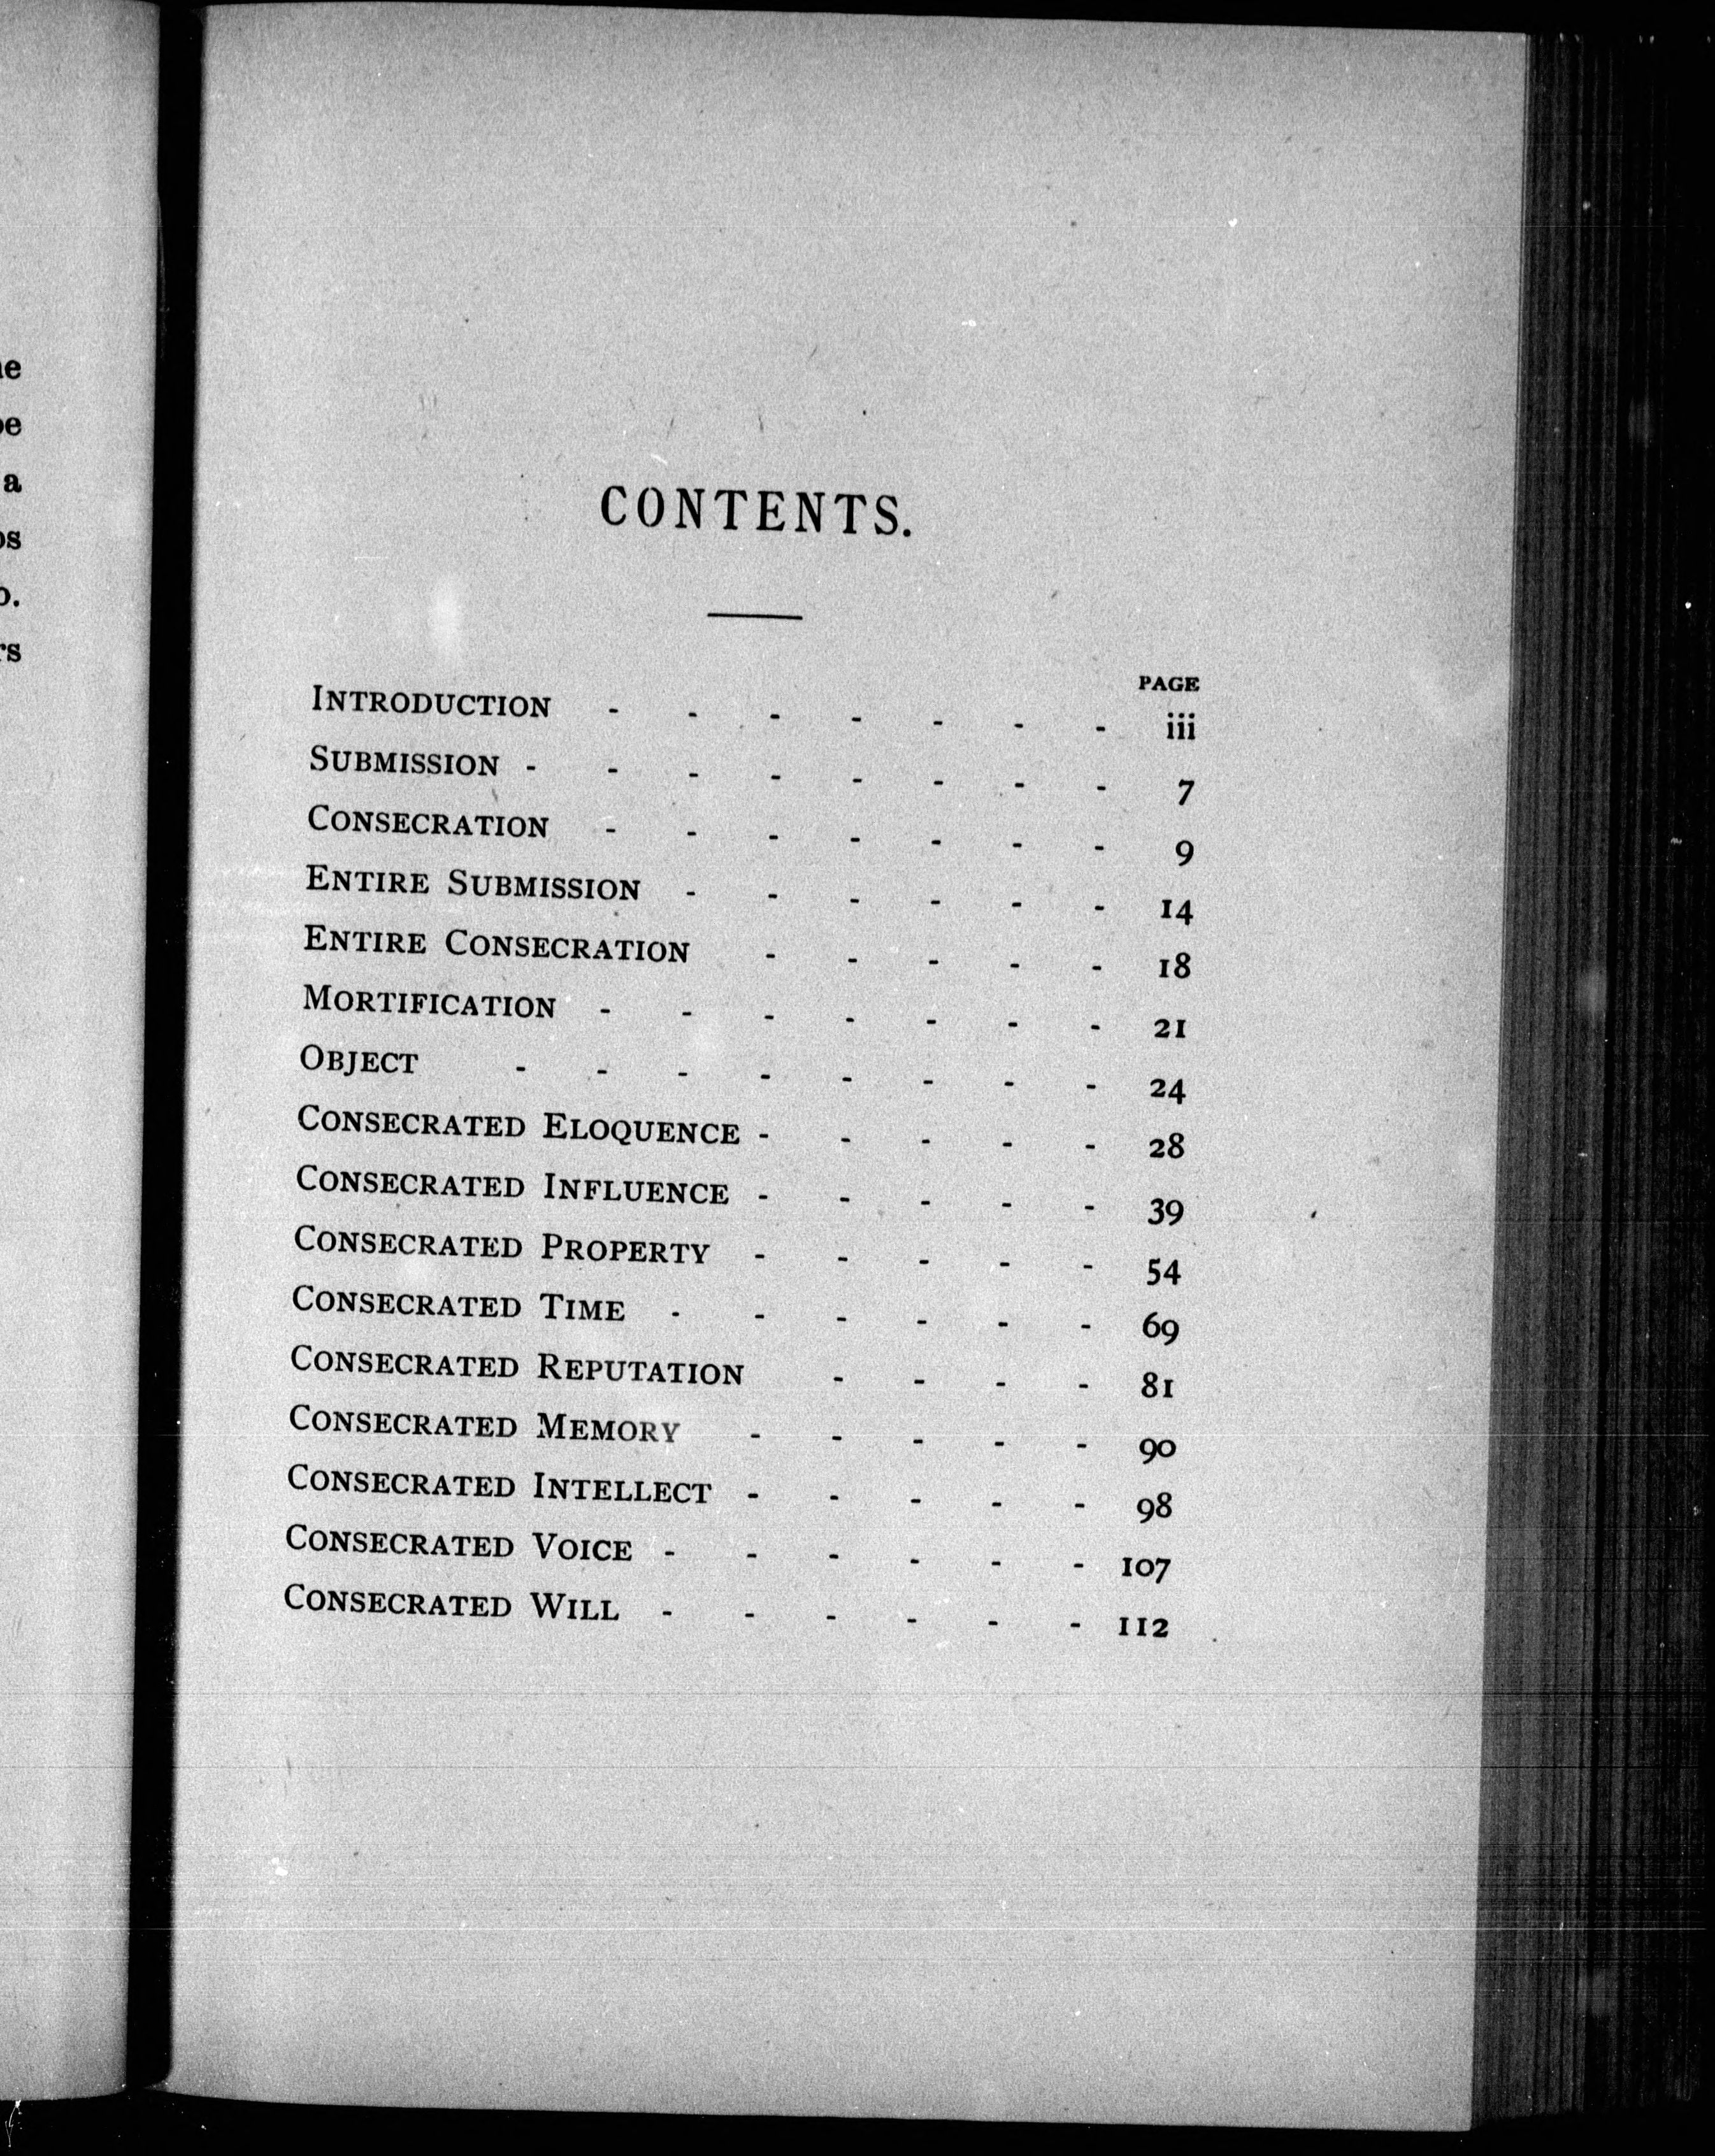 CONTENTS.
PAGE
INTRODUCTION - - - - - - - iii
SUBMISSION - - - - - - - - 7
CONSECRATION - - - - - - - 9
ENTIRE SUBMISSION - - - - - - 14
ENTIRE CONSECRATION - - - - - 18
MORTIFICATION - - - - - - - 21
OBJECT - - - - - - - - 24
CONSECRATED ELOQUENCE - - - - - 28
CONSECRATED INFLUENCE - - - - - 39
CONSECRATED PROPERTY - - - - - 54
CONSECRATED TIME - - - - - - 69
CONSECRATED REPUTATION - - - - 81
CONSECRATED MEMORY - - - - - 90
CONSECRATED INTELLECT - - - - - 98
CONSECRATED VOICE - - - - - - 107
CONSECRATED WILL - - - - - - 112